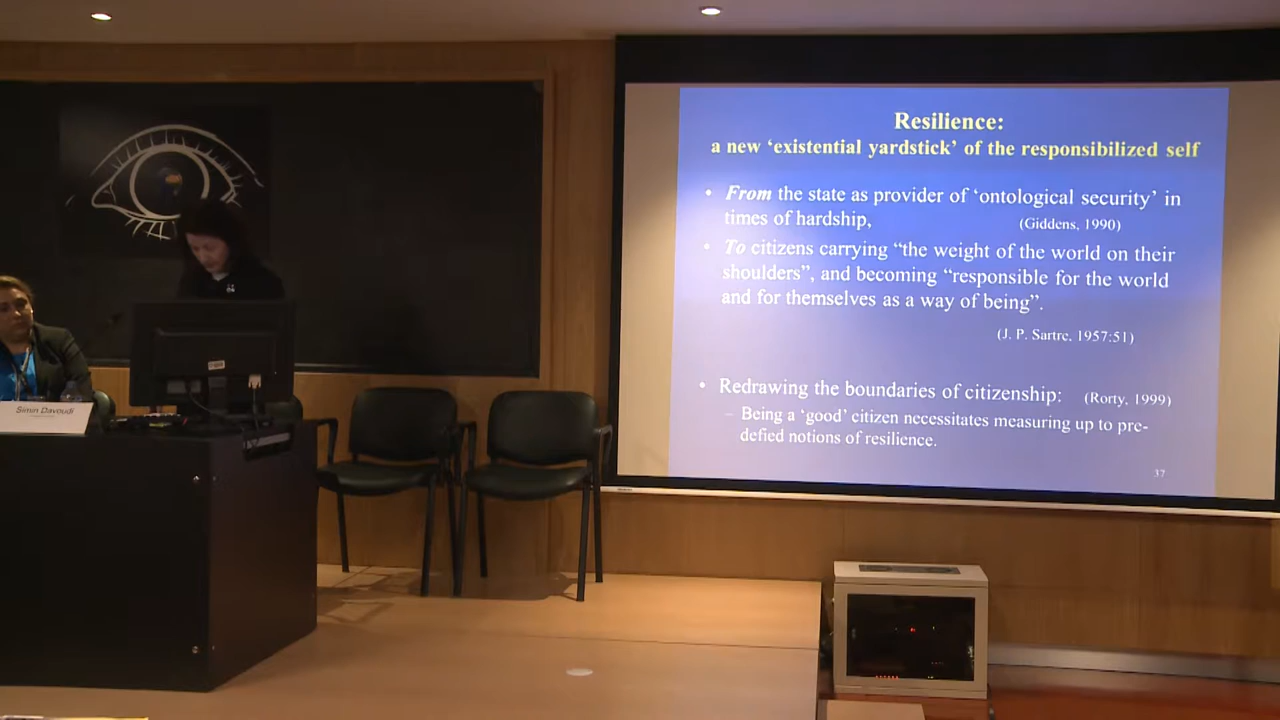 Resilience:
a new ‘existential yardstick’ of the responsibilized self
• From the state as provider of ‘ontological security’ in
times of hardship, (Giddens, 1990)
• To citizens carrying “the weight of the world on their
shoulders”, and becoming “responsible for the world
and for themselves as a way of being”.
(J. P. Sartre, 1957:51)
• Redrawing the boundaries of citizenship: (Rorty, 1999)
– Being a ‘good’ citizen necessitates measuring up to pre-
defied notions of resilience.
37
Simin Davoudi